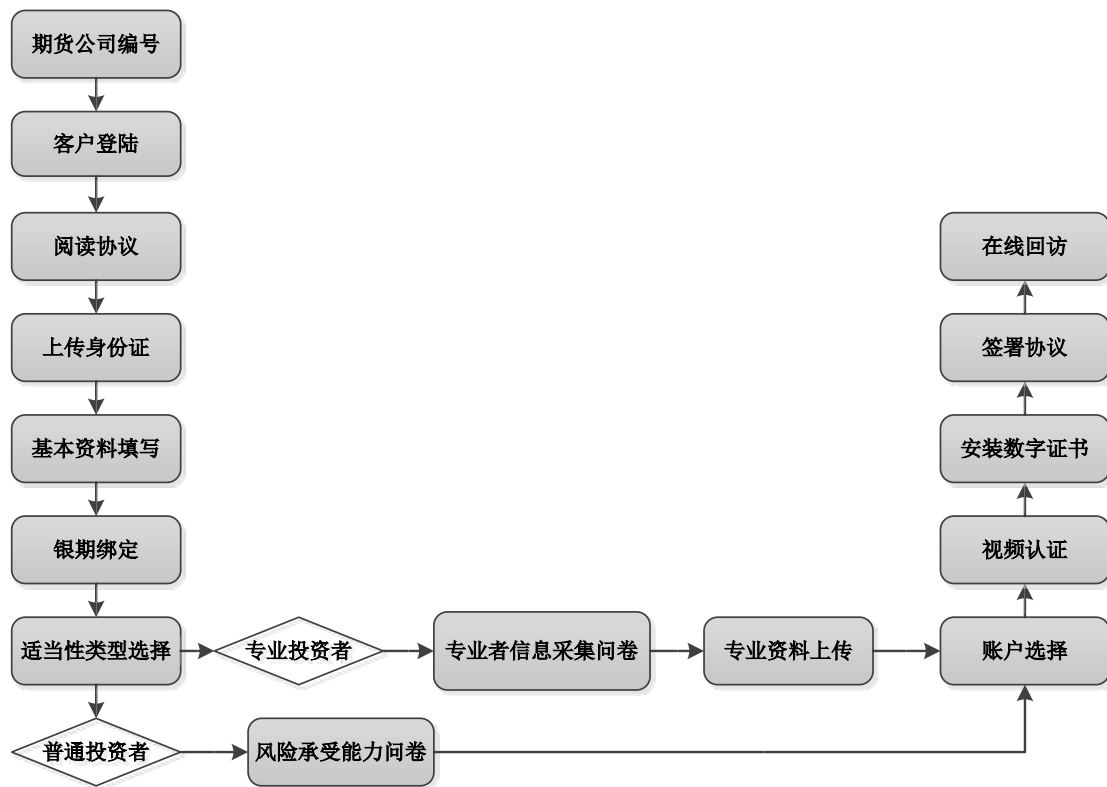 期货公司编号
客户登陆
阅读协议
上传身份证
基本资料填写
银期绑定
适当性类型选择
专业投资者
专业者信息采集问卷
专业资料上传
账户选择
普通投资者
风险承受能力问卷
视频认证
安装数字证书
签署协议
在线回访